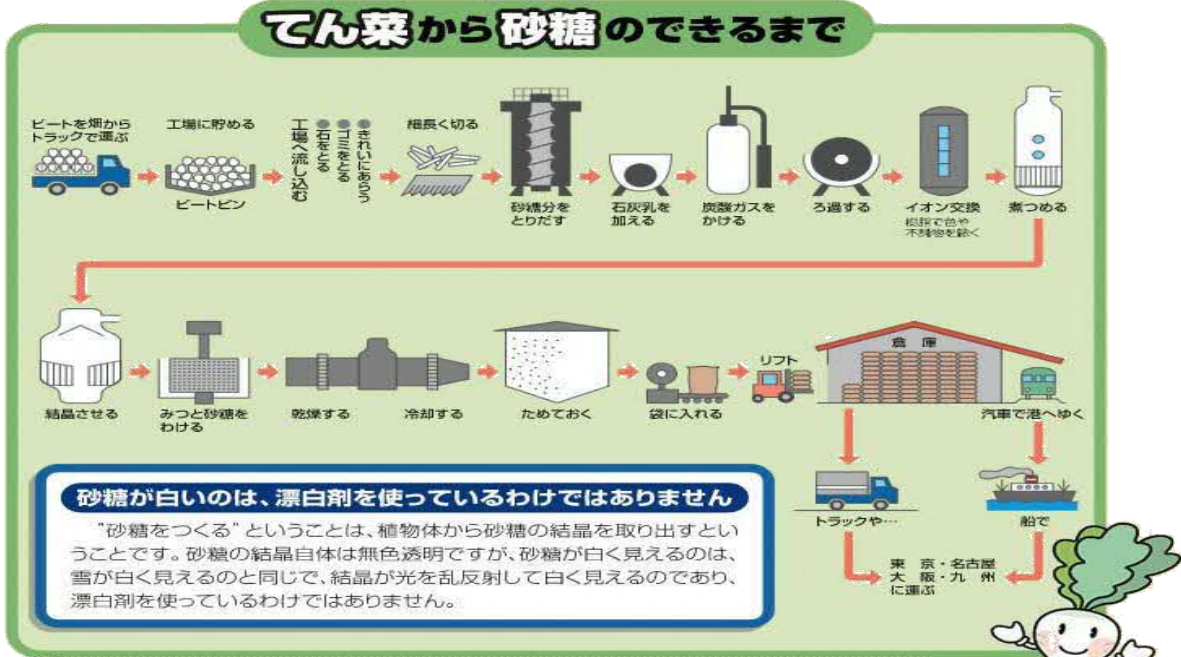 てん菜から砂糖のできるまで
ビートを畑から
トラックで運ぶ
工場に貯める
ビートビン
工場へ流し込む
●石をとる
●ゴミをとる
●きれいにあらう
細長く切る
砂糖分を
とりだす
石灰乳を
加える
炭酸ガスを
かける
ろ過する
イオン交換
樹脂で色や
不純物を除く
煮つめる
結晶させる
みつと砂糖を
わける
乾燥する
冷却する
ためておく
袋に入れる
リフト
倉庫
汽車で港へゆく
トラックや…
船で
東京・名古屋
大阪・九州
に運ぶ
砂糖が白いのは、漂白剤を使っているわけではありません
"砂糖をつくる"ということは、植物体から砂糖の結晶を取り出すとい
うことです。砂糖の結晶自体は無色透明ですが、砂糖が白く見えるのは、
雪が白く見えるのと同じで、結晶が光を乱反射して白く見えるのであり、
漂白剤を使っているわけではありません。